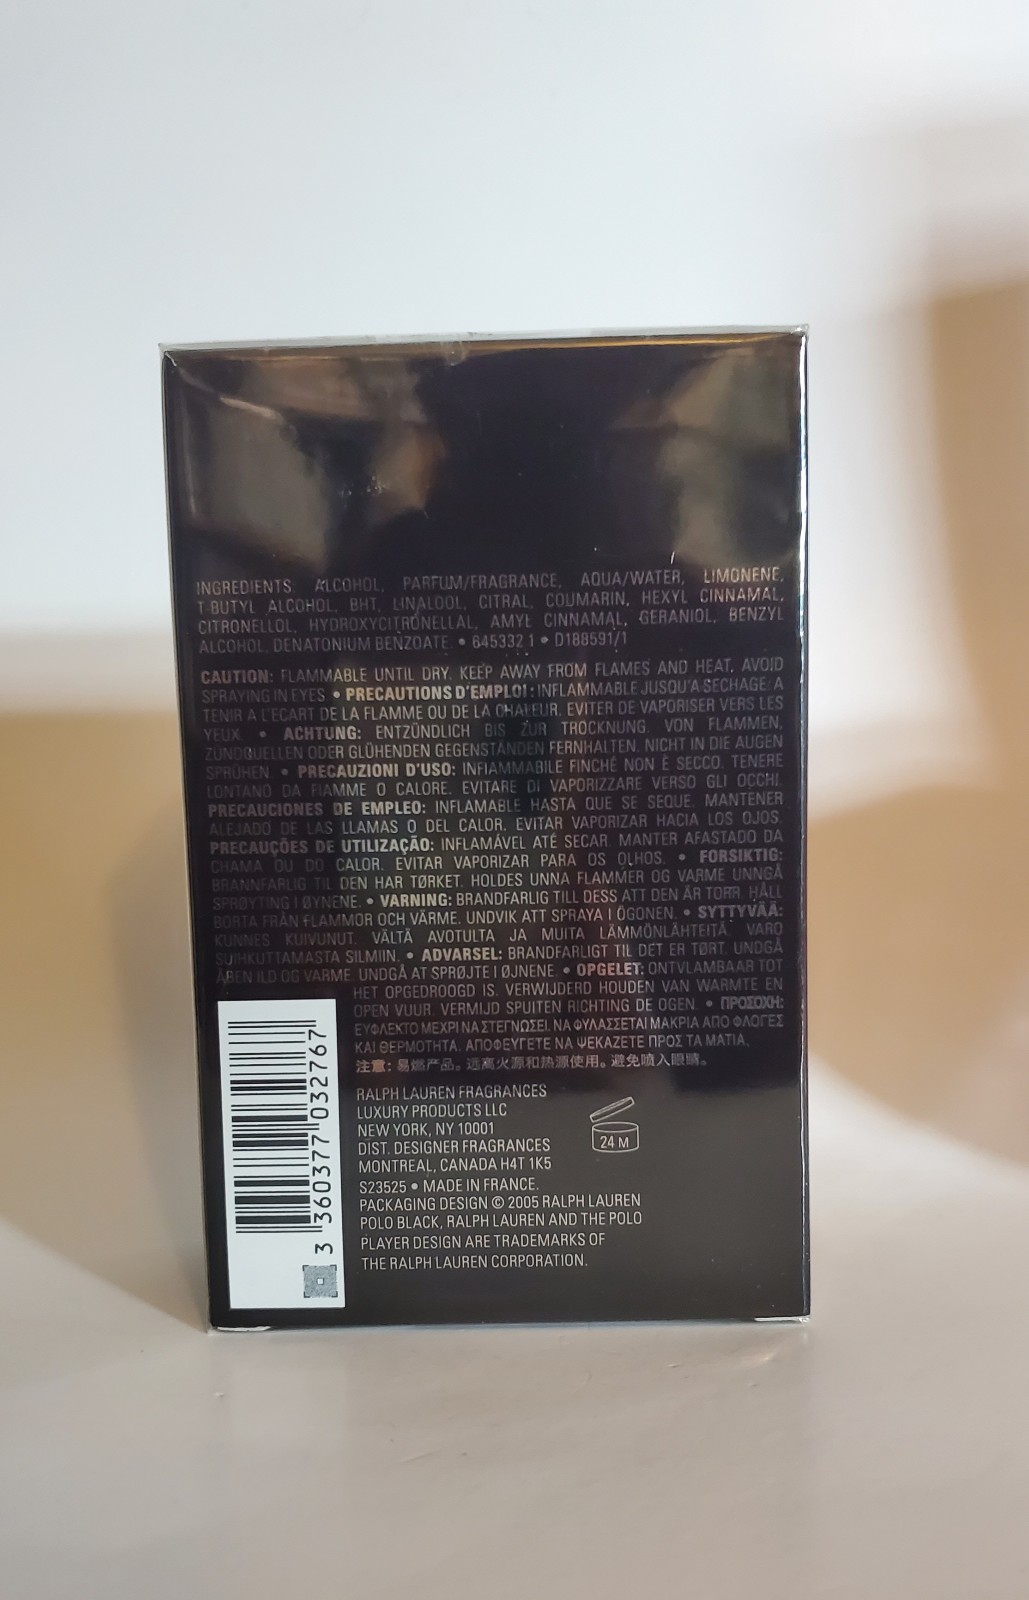 INGREDIENTS: ALCOHOL, PARFUM/FRAGRANCE, AQUA/WATER, LIMONENE,
T-BUTYL ALCOHOL, BHT, LINALOOL, CITRAL, COUMARIN, HEXYL CINNAMAL,
CITRONELLOL, HYDROXYCITRONELLAL, AMYL CINNAMAL, GERANIOL, BENZYL
ALCOHOL, DENATONIUM BENZOATE. • 645332 1 • D188591/1
CAUTION: FLAMMABLE UNTIL DRY. KEEP AWAY FROM FLAMES AND HEAT. AVOID
SPRAYING IN EYES • PRECAUTIONS D'EMPLOI: INFLAMMABLE JUSQU'A SECHAGE. A
TENIR A L'ECART DE LA FLAMME OU DE LA CHALEUR. EVITER DE VAPORISER VERS LES
YEUX. • ACHTUNG: ENTZÜNDLICH BIS ZUR TROCKNUNG. VON FLAMMEN,
ZÜNDQUELLEN ODER GLÜHENDEN GEGENSTÄNDEN FERNHALTEN. NICHT IN DIE AUGEN
SPRÜHEN • PRECAUZIONI D'USO: INFIAMMABILE FINCHÉ NON È SECCO. TENERE
LONTANO DA FIAMME O CALORE. EVITARE DI VAPORIZZARE VERSO GLI OCCHI.
PRECAUCIONES DE EMPLEO: INFLAMABLE HASTA QUE SE SEQUE. MANTENER
ALEJADO DE LAS LLAMAS O DEL CALOR. EVITAR VAPORIZAR HACIA LOS OJOS.
PRECAUÇÕES DE UTILIZAÇÃO: INFLAMÁVEL ATÉ SECAR. MANTER AFASTADO DA
CHAMA OU DO CALOR. EVITAR VAPORIZAR PARA OS OLHOS. • FORSIKTIG:
BRANNFARLIG TIL DEN HAR TØRKET. HOLDES UNNA FLAMMER OG VARME UNNGÅ
SPRØYTING I ØYNENE. • VARNING: BRANDFARLIG TILL DESS ATT DEN ÄR TORR. HÅLL
BORTA FRÅN FLAMMOR OCH VÄRME. UNDVIK ATT SPRAYA I ÖGONEN. • SYTTYVÄÄ:
KUNNES KUIVUNUT. VÄLTÄ AVOTULTA JA MUITA LÄMMÖNLÄHTEITÄ. VARO
SUIHKUTTAMASTA SILMIIN. • ADVARSEL: BRANDFARLIGT TIL DET ER TØRT. UNDGÅ
ÅBEN ILD OG VARME. UNDGÅ AT SPRØJTE I ØJNENE. • OPGELET: ONTVLAMBAAR TOT
HET OPGEDROOGD IS. VERWIJDERD HOUDEN VAN WARMTE EN
OPEN VUUR. VERMIJD SPUITEN RICHTING DE OGEN. • ΠΡΟΣΟΧΗ:
ΕΥΦΛΕΚΤΟ ΜΕΧΡΙ ΝΑ ΣΤΕΓΝΩΣΕΙ. ΝΑ ΦΥΛΑΣΣΕΤΑΙ ΜΑΚΡΙΑ ΑΠΟ ΦΛΟΓΕΣ
ΚΑΙ ΘΕΡΜΟΤΗΤΑ. ΑΠΟΦΕΥΓΕΤΕ ΝΑ ΨΕΚΑΖΕΤΕ ΠΡΟΣ ΤΑ ΜΑΤΙΑ.
注意: 易燃产品。远离火源和热源使用。避免喷入眼睛。
RALPH LAUREN FRAGRANCES
LUXURY PRODUCTS LLC
NEW YORK, NY 10001
DIST. DESIGNER FRAGRANCES
MONTREAL, CANADA H4T 1K5
S23525 • MADE IN FRANCE.
PACKAGING DESIGN © 2005 RALPH LAUREN
POLO BLACK, RALPH LAUREN AND THE POLO
PLAYER DESIGN ARE TRADEMARKS OF
THE RALPH LAUREN CORPORATION.
24 M
3 360377 032767